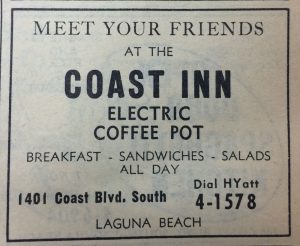 MEET YOUR FRIENDS
AT THE
COAST INN
ELECTRIC
COFFEE POT
BREAKFAST - SANDWICHES - SALADS
ALL DAY
1401 Coast Blvd. South
Dial HYatt
4-1578
LAGUNA BEACH